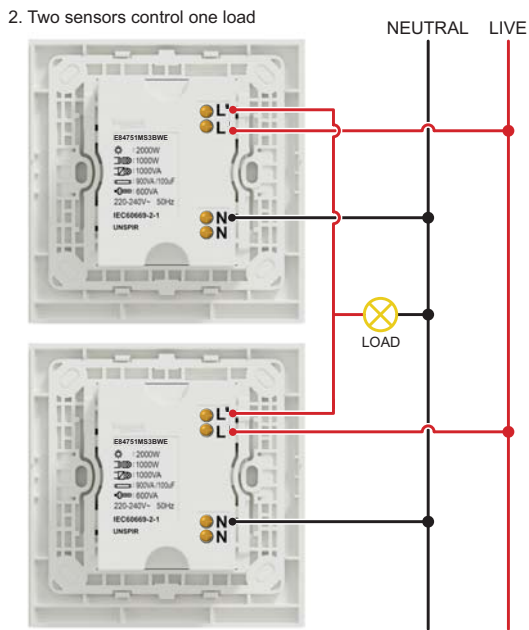 2. Two sensors control one load
NEUTRAL LIVE
L'
L
E84751MS3BWE
: 2000W
: 1000W
: 1000VA
: 900VA /100uF
: 600VA
220-240V~ 50Hz
IEC60669-2-1
UNSPIR
N
N
LOAD
L'
L
E84751MS3BWE
: 2000W
: 1000W
: 1000VA
: 900VA /100uF
: 600VA
220-240V~ 50Hz
IEC60669-2-1
UNSPIR
N
N